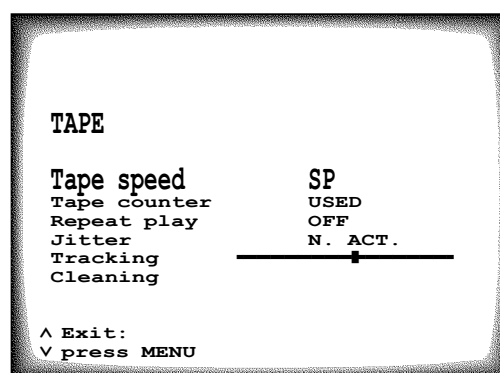 TAPE
Tape speed SP
Tape counter USED
Repeat play OFF
Jitter N. ACT.
Tracking
Cleaning
^ Exit:
v press MENU